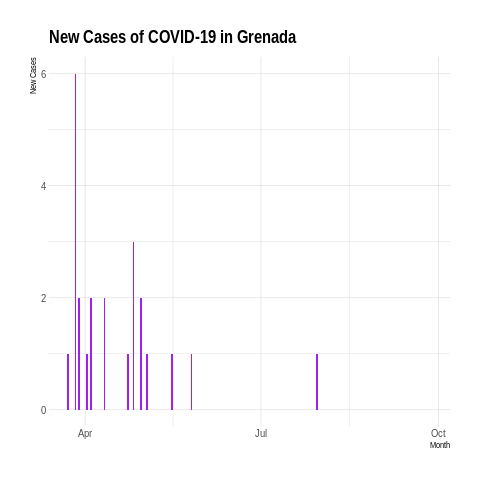 New Cases of COVID-19 in Grenada
New Cases
6
4
2
0
Apr
Jul
Oct
Month